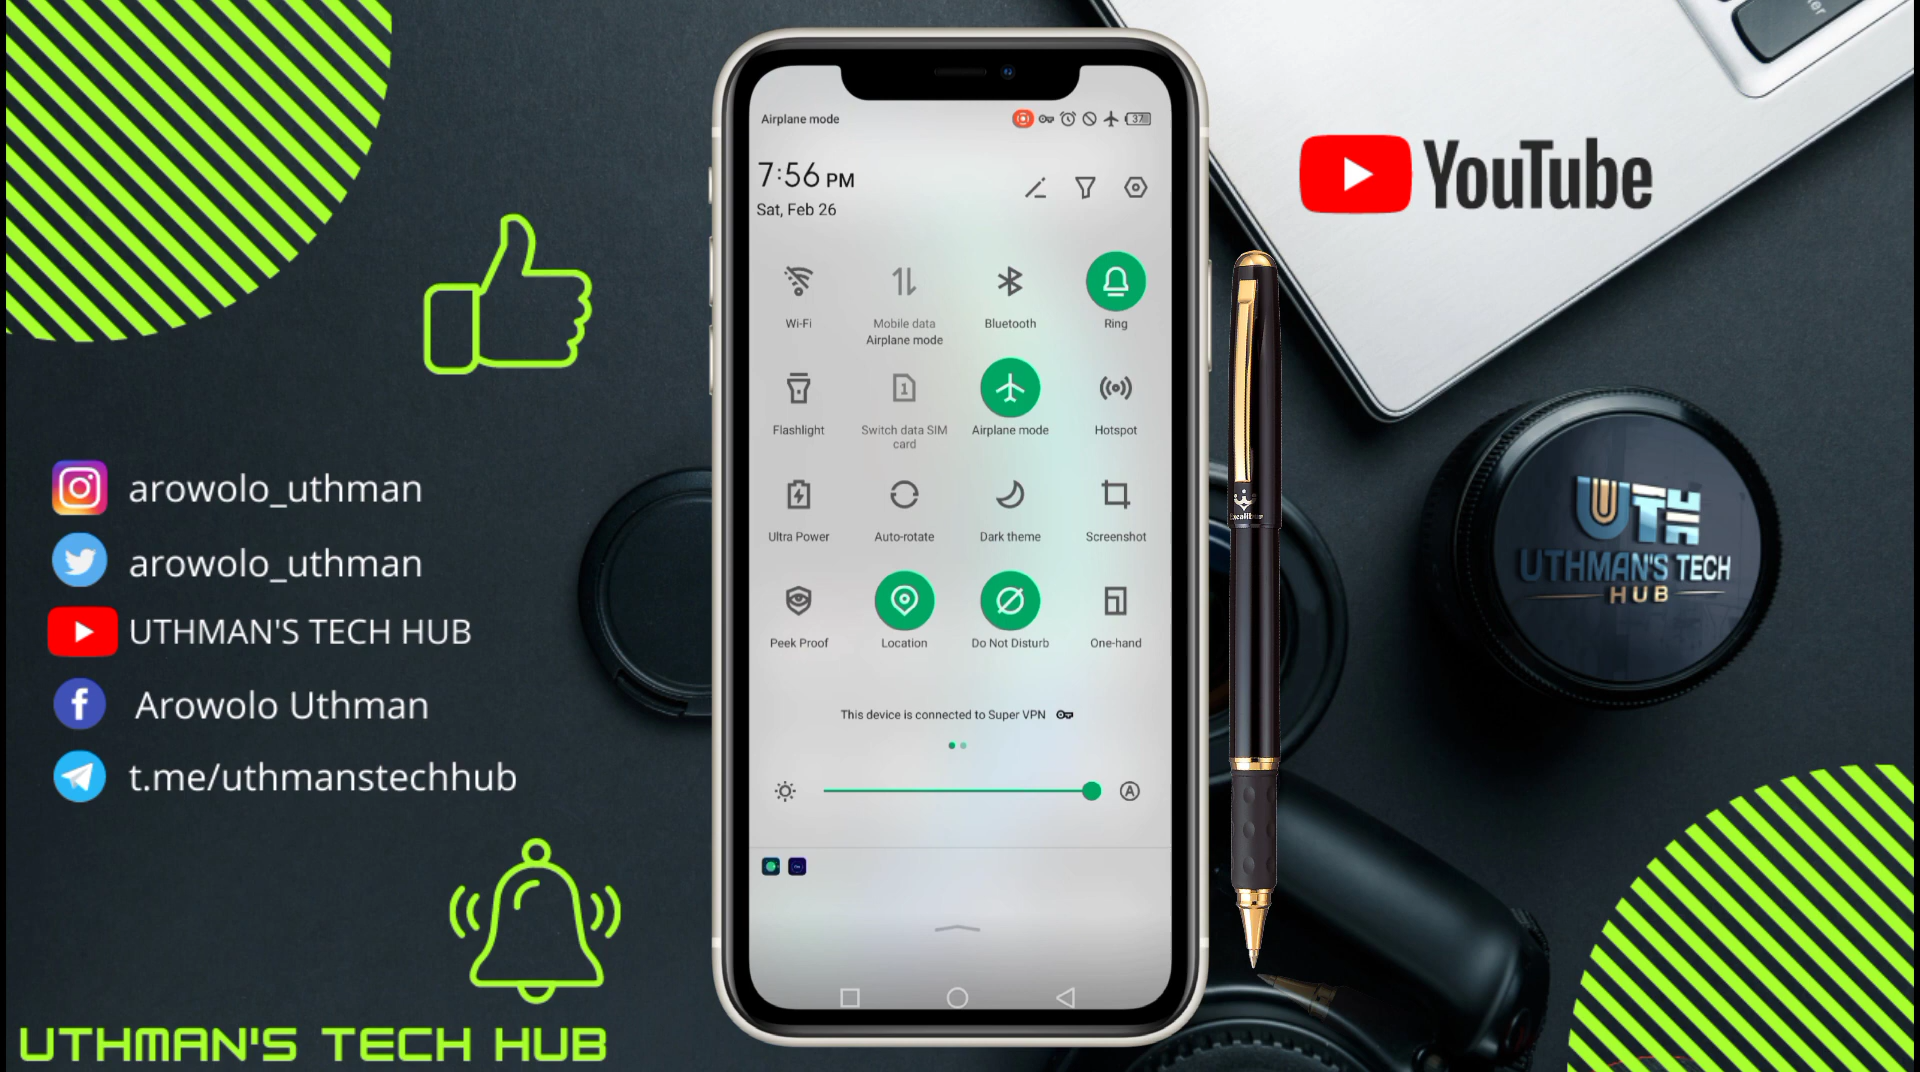 Airplane mode
37
7:56 PM
Sat, Feb 26
Wi-Fi
Mobile data
Airplane mode
Bluetooth
Ring
Flashlight
1
Switch data SIM
card
Airplane mode
Hotspot
Ultra Power
Auto-rotate
Dark theme
Screenshot
Peek Proof
Location
Do Not Disturb
One-hand
This device is connected to Super VPN
A
YouTube
Excalibur
UTH
UTHMAN'S TECH
HUB
arowolo_uthman
arowolo_uthman
UTHMAN'S TECH HUB
Arowolo Uthman
t.me/uthmanstechhub
UTHMAN'S TECH HUB